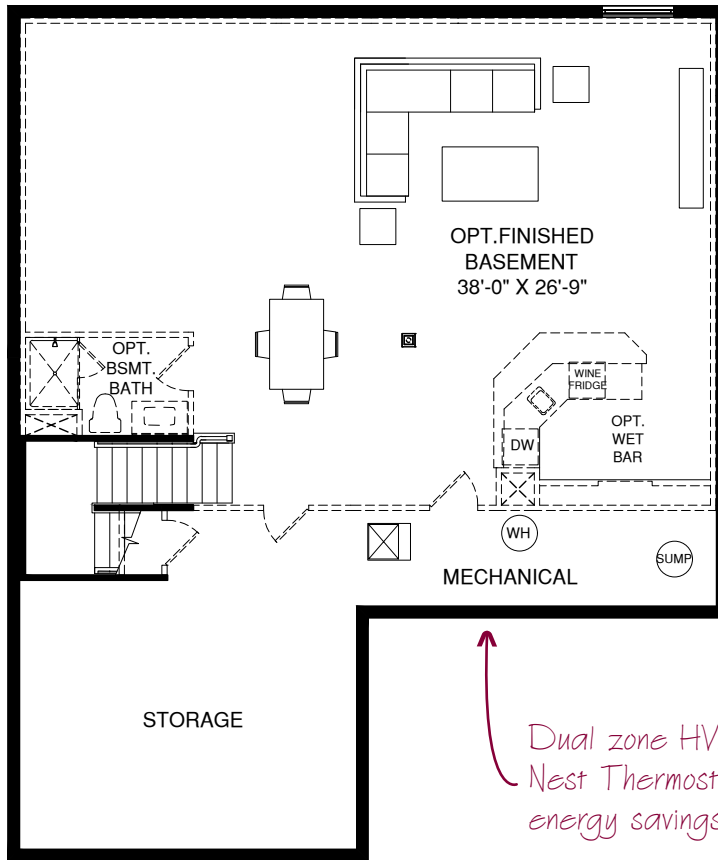 OPT.FINISHED
BASEMENT
38'-0" X 26'-9"
OPT.
BSMT.
BATH
WINE
FRIDGE
OPT.
WET
BAR
DW
WH
SUMP
MECHANICAL
STORAGE
Dual zone HV
Nest Thermost
energy savings